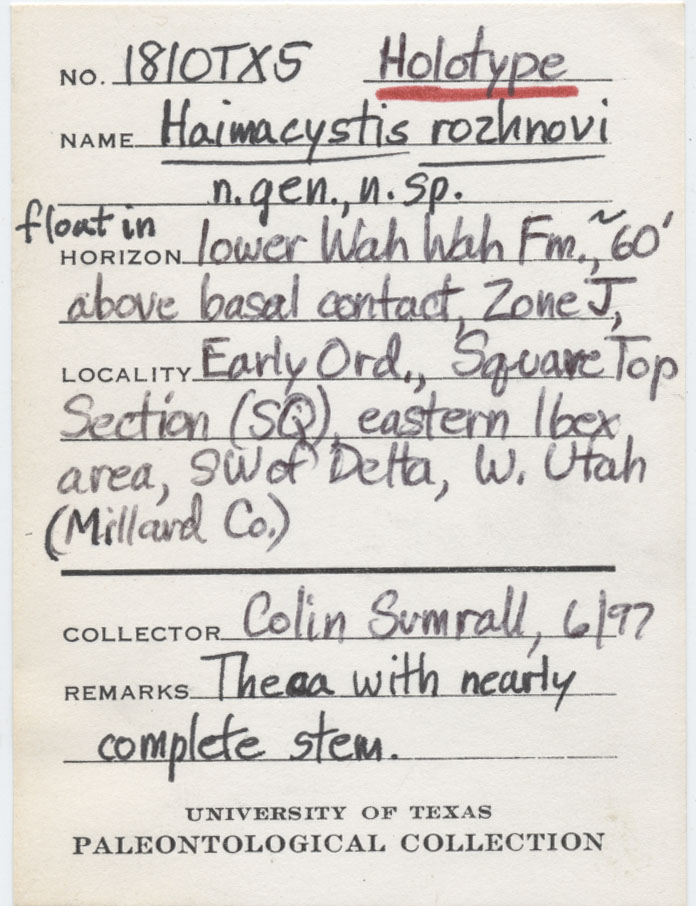 NO. 1810TX5 Holotype
NAME Haimacystis rozhnovi
n.gen., n.sp.
float in
HORIZON lower Wah Wah Fm., ~60'
above basal contact, Zone J,
LOCALITY Early Ord., Square Top
Section (SQ), eastern Ibex
area, SW of Delta, W. Utah
(Millard Co.)
COLLECTOR Colin Sumrall, 6/97
REMARKS Theca with nearly
complete stem.
UNIVERSITY OF TEXAS
PALEONTOLOGICAL COLLECTION